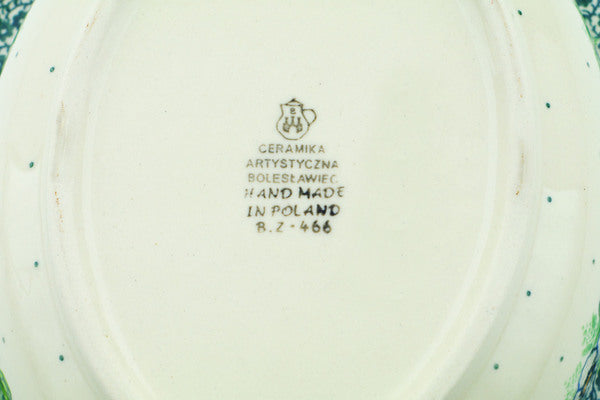 CERAMIKA
ARTYSTYCZNA
BOLESŁAWIEC
HAND MADE
IN POLAND
B.Z-466